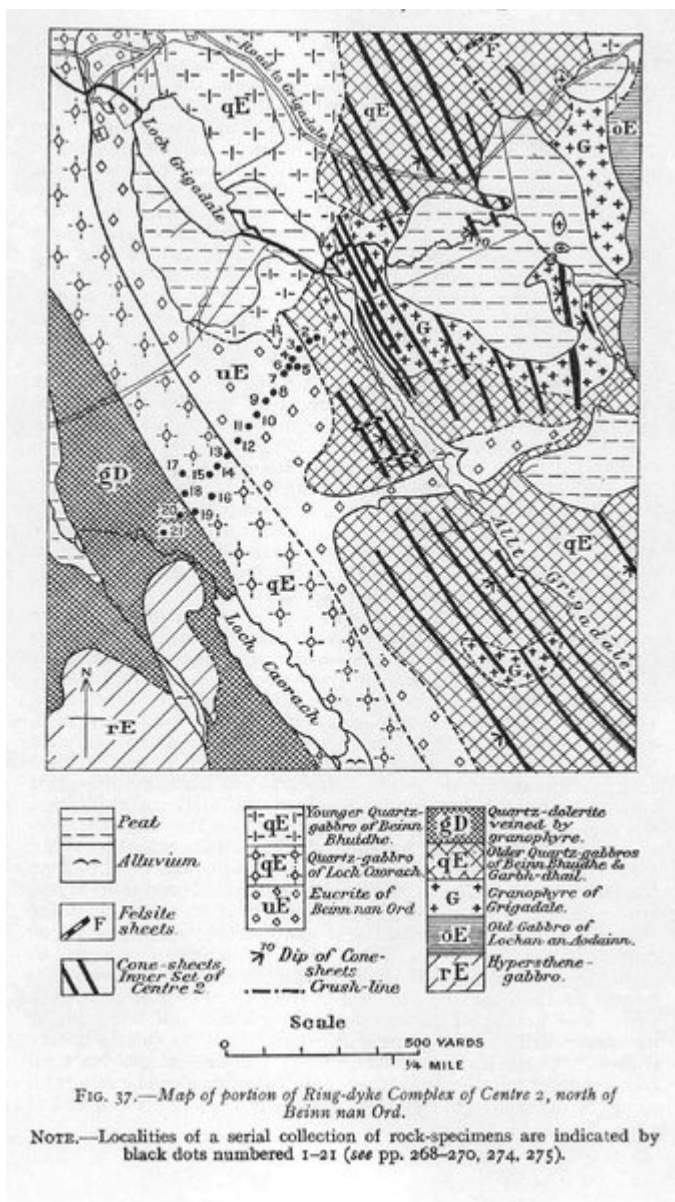 Road to Grigadale
F
qE
qE
G
oE
Loch Grigadale
70
G
uE
1
2
3
4
5
6
7
8
9
10
11
12
13
14
15
16
17
18
19
20
21
gD
qE
qE
Allt Grigadale
G
Loch Caorach
N
rE
Peat
Alluvium
F Felsite sheets.
Cone-sheets, Inner Set of Centre 2.
qE Younger Quartz-gabbro of Beinn Bhuidhe.
qE Quartz-gabbro of Loch Caorach
uE Eucrite of Beinn nan Ord
70 Dip of Cone-sheets
Crush-line
gD Quartz-dolerite veined by granophyre.
qE Older Quartz-gabbros of Beinn Bhuidhe & Garbh-dhail.
G Granophyre of Grigadale.
oE Old Gabbro of Lochan an Aodainn.
rE Hypersthene-gabbro.
Scale
0 500 YARDS
¼ MILE
FIG. 37.—Map of portion of Ring-dyke Complex of Centre 2, north of
Beinn nan Ord.
NOTE.—Localities of a serial collection of rock-specimens are indicated by
black dots numbered 1–21 (see pp. 268–270, 274, 275).